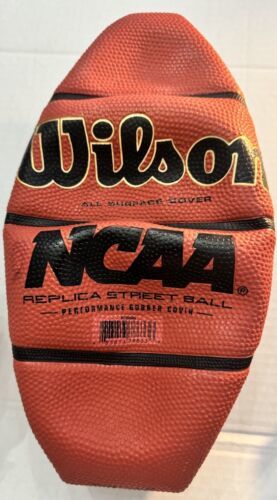 Wilson
ALL SURFACE COVER
NCAA®
REPLICA STREET BALL
PERFORMANCE RUBBER COVER